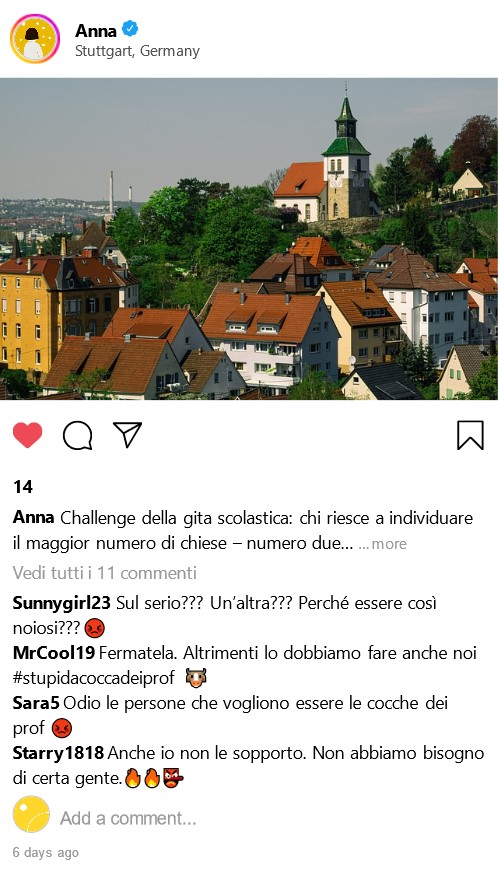 Anna
Stuttgart, Germany
14
Anna Challenge della gita scolastica: chi riesce a individuare
il maggior numero di chiese – numero due... ...more
Vedi tutti i 11 commenti
Sunnygirl23 Sul serio??? Un'altra??? Perché essere così
noiosi??? 😡
MrCool19 Fermatela. Altrimenti lo dobbiamo fare anche noi
#stupidacoccadeiprof 🐮
Sara5 Odio le persone che vogliono essere le cocche dei
prof 😡
Starry1818 Anche io non le sopporto. Non abbiamo bisogno
di certa gente.🔥🔥👺
Add a comment...
6 days ago